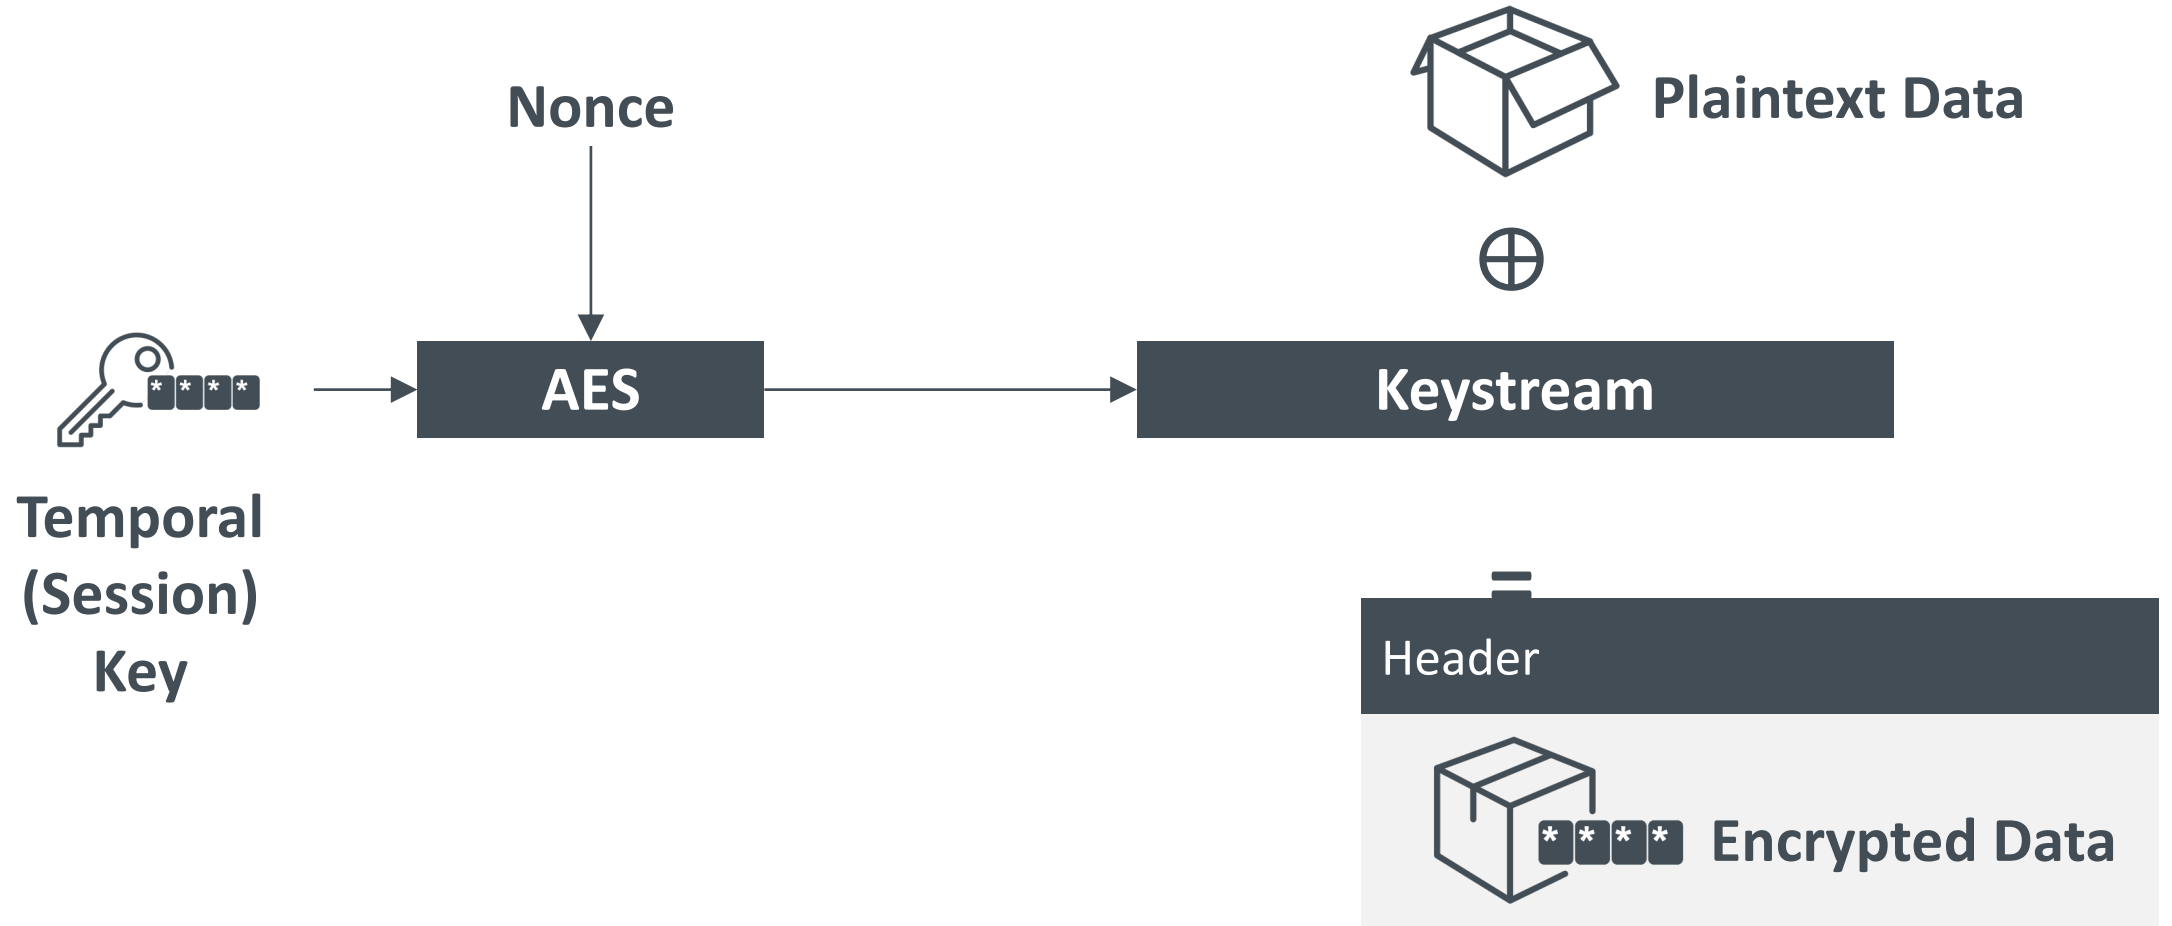 Nonce
Plaintext Data
****
AES
Keystream
Temporal
(Session)
Key
=
Header
****
Encrypted Data